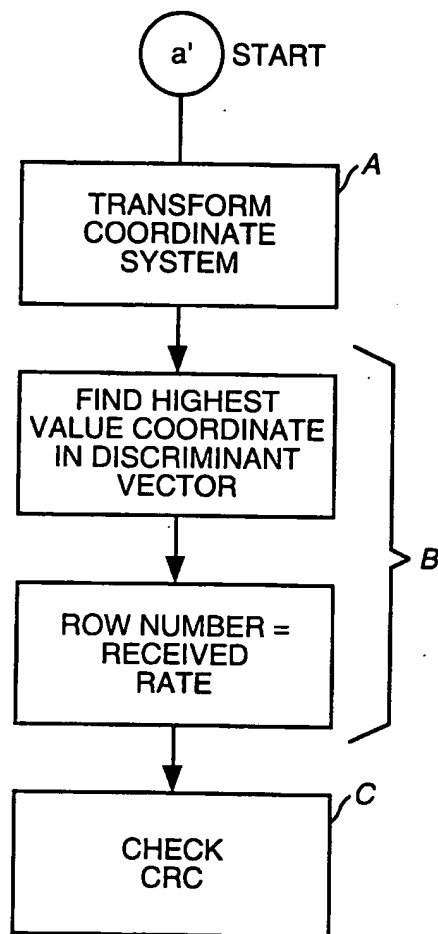 a' START
A
TRANSFORM
COORDINATE
SYSTEM
FIND HIGHEST
VALUE COORDINATE
IN DISCRIMINANT
VECTOR
B
ROW NUMBER =
RECEIVED
RATE
C
CHECK
CRC